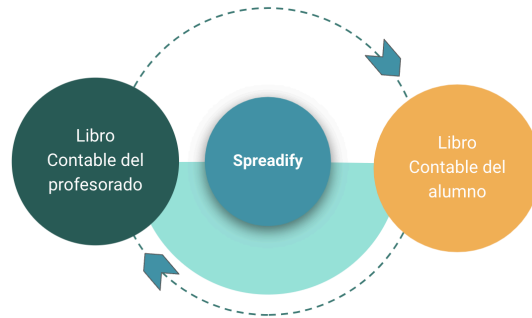 Libro
Contable del
profesorado
Spreadify
Libro
Contable del
alumno